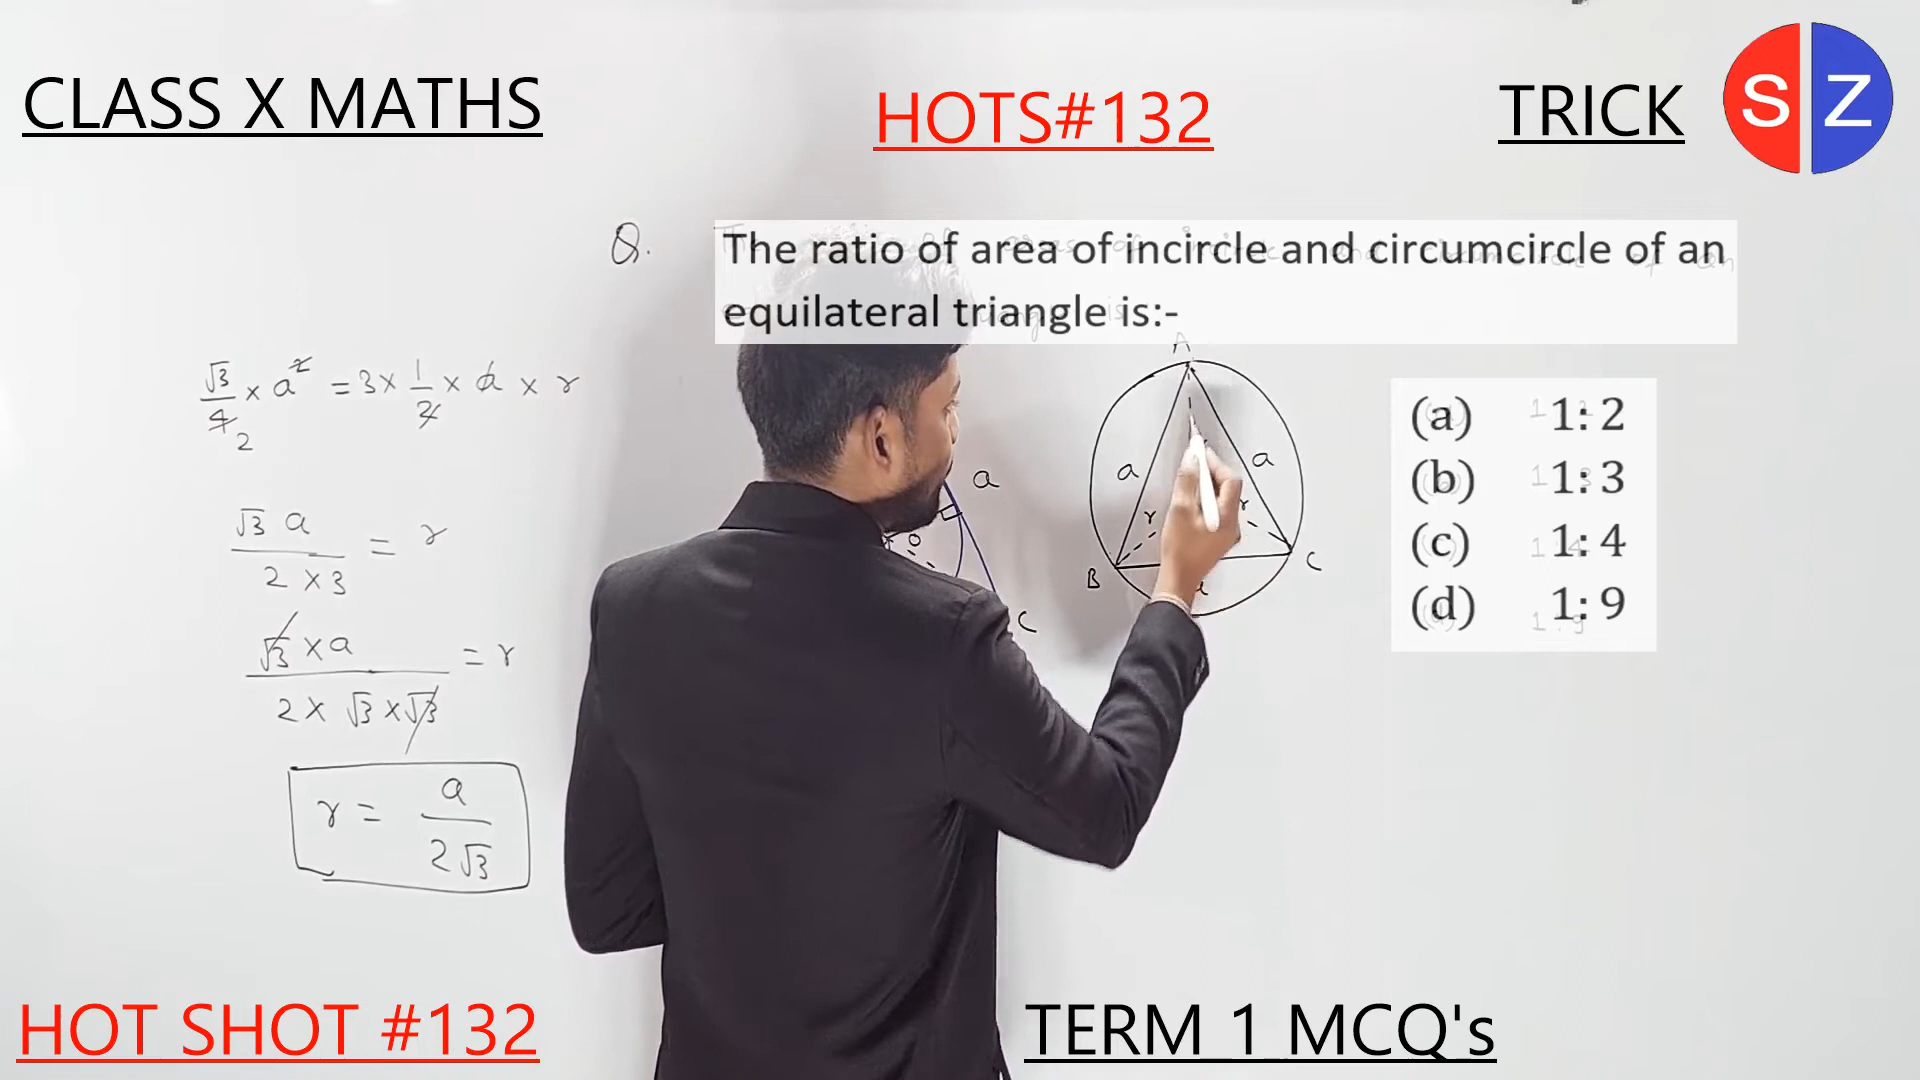 CLASS X MATHS
HOTS#132
TRICK
S Z
Q.
The ratio of area of incircle and circumcircle of an
equilateral triangle is:-
(a) 1: 2
(b) 1: 3
(c) 1: 4
(d) 1: 9
√3/4 2 × a² = 3 × 1/2 × a × r
√3 a / 2 × 3 = r
√3 × a / 2 × √3 × √3 = r
r = a / 2√3
a
O
C
A
a
a
r
r
B
C
HOT SHOT #132
TERM 1 MCQ's